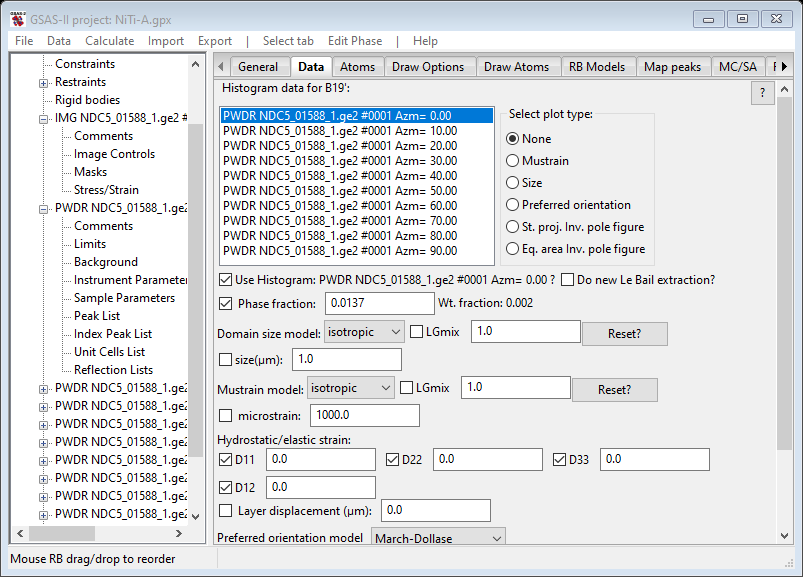 GSAS-II project: NiTi-A.gpx
File Data Calculate Import Export | Select tab Edit Phase | Help
Constraints
Restraints
Rigid bodies
IMG NDC5_01588_1.ge2 #
Comments
Image Controls
Masks
Stress/Strain
PWDR NDC5_01588_1.ge2
Comments
Limits
Background
Instrument Parameter
Sample Parameters
Peak List
Index Peak List
Unit Cells List
Reflection Lists
PWDR NDC5_01588_1.ge2
PWDR NDC5_01588_1.ge2
PWDR NDC5_01588_1.ge2
PWDR NDC5_01588_1.ge2
PWDR NDC5_01588_1.ge2
PWDR NDC5_01588_1.ge2
PWDR NDC5_01588_1.ge2
PWDR NDC5_01588_1.ge2
General Data Atoms Draw Options Draw Atoms RB Models Map peaks MC/SA
Histogram data for B19':
?
PWDR NDC5_01588_1.ge2 #0001 Azm= 0.00
PWDR NDC5_01588_1.ge2 #0001 Azm= 10.00
PWDR NDC5_01588_1.ge2 #0001 Azm= 20.00
PWDR NDC5_01588_1.ge2 #0001 Azm= 30.00
PWDR NDC5_01588_1.ge2 #0001 Azm= 40.00
PWDR NDC5_01588_1.ge2 #0001 Azm= 50.00
PWDR NDC5_01588_1.ge2 #0001 Azm= 60.00
PWDR NDC5_01588_1.ge2 #0001 Azm= 70.00
PWDR NDC5_01588_1.ge2 #0001 Azm= 80.00
PWDR NDC5_01588_1.ge2 #0001 Azm= 90.00
Select plot type:
None
Mustrain
Size
Preferred orientation
St. proj. Inv. pole figure
Eq. area Inv. pole figure
Use Histogram: PWDR NDC5_01588_1.ge2 #0001 Azm= 0.00 ? Do new Le Bail extraction?
Phase fraction: 0.0137 Wt. fraction: 0.002
Domain size model: isotropic LGmix 1.0 Reset?
size(μm): 1.0
Mustrain model: isotropic LGmix 1.0 Reset?
microstrain: 1000.0
Hydrostatic/elastic strain:
D11 0.0 D22 0.0 D33 0.0
D12 0.0
Layer displacement (μm): 0.0
Preferred orientation model March-Dollase
Mouse RB drag/drop to reorder